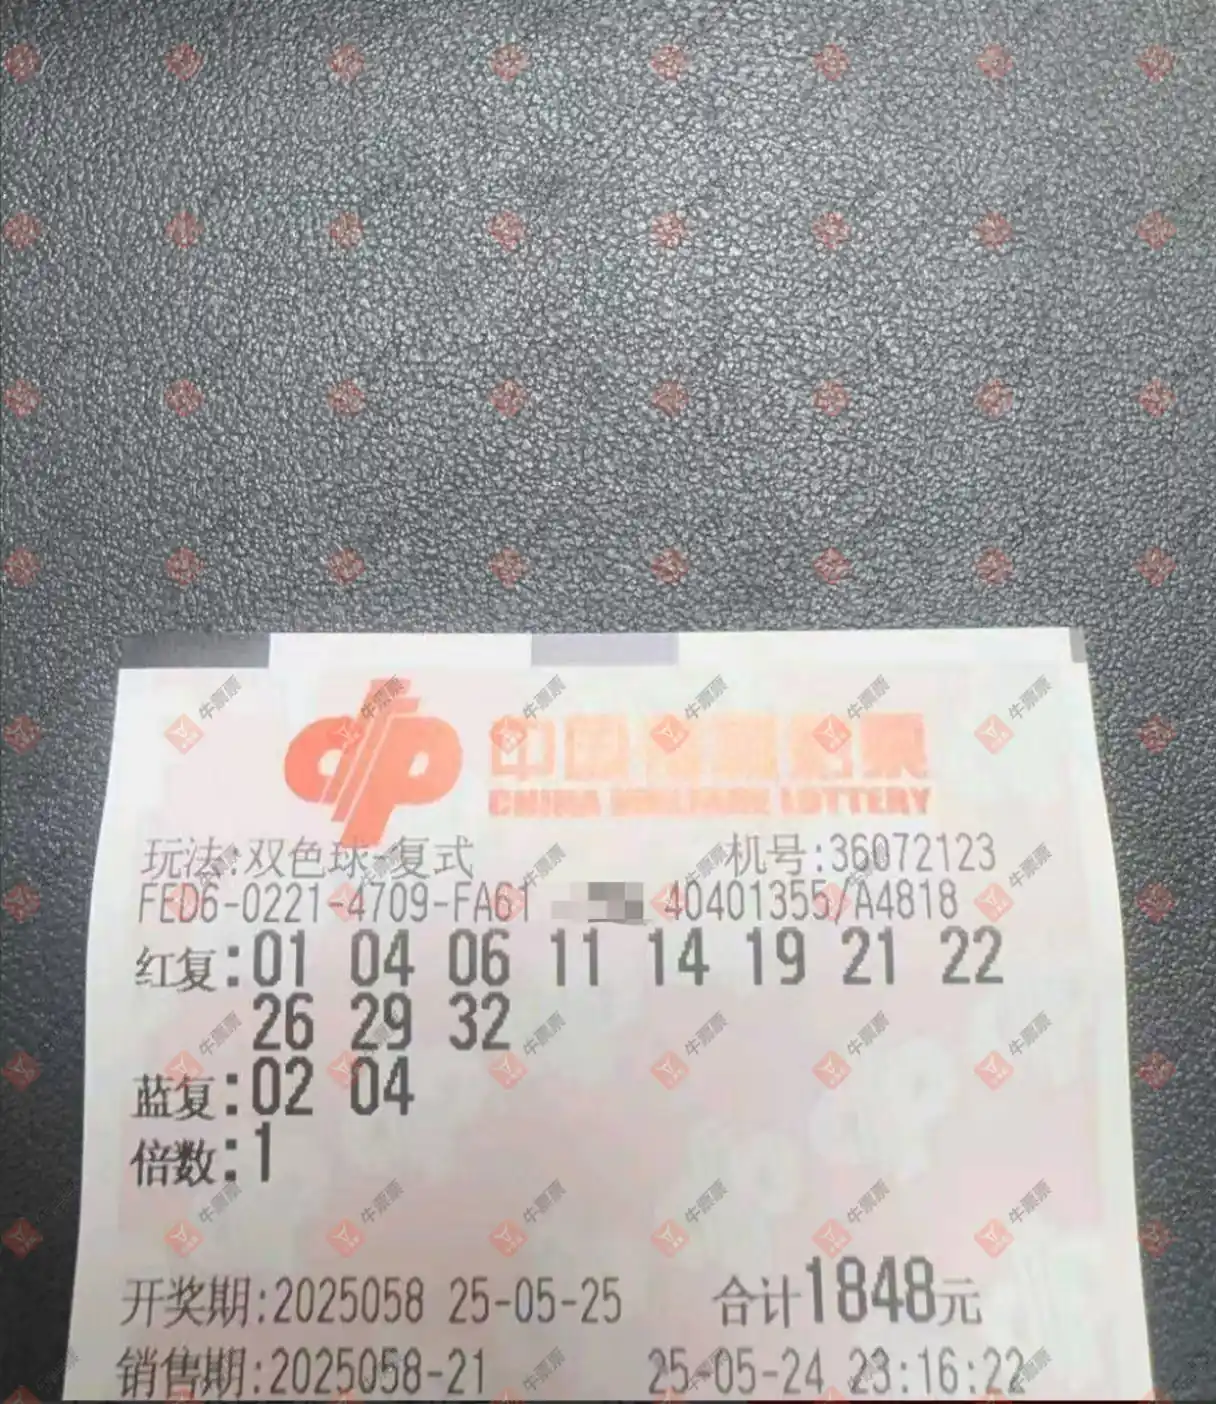 中国福利彩票
CHINA WELFARE LOTTERY
玩法:双色球-复式 机号:36072123
FED6-0221-4709-FA61 40401355/A4818
红复:01 04 06 11 14 19 21 22
26 29 32
蓝复:02 04
倍数:1
开奖期:2025058 25-05-25 合计1848元
销售期:2025058-21 25-05-24 23:16:22
牛票票